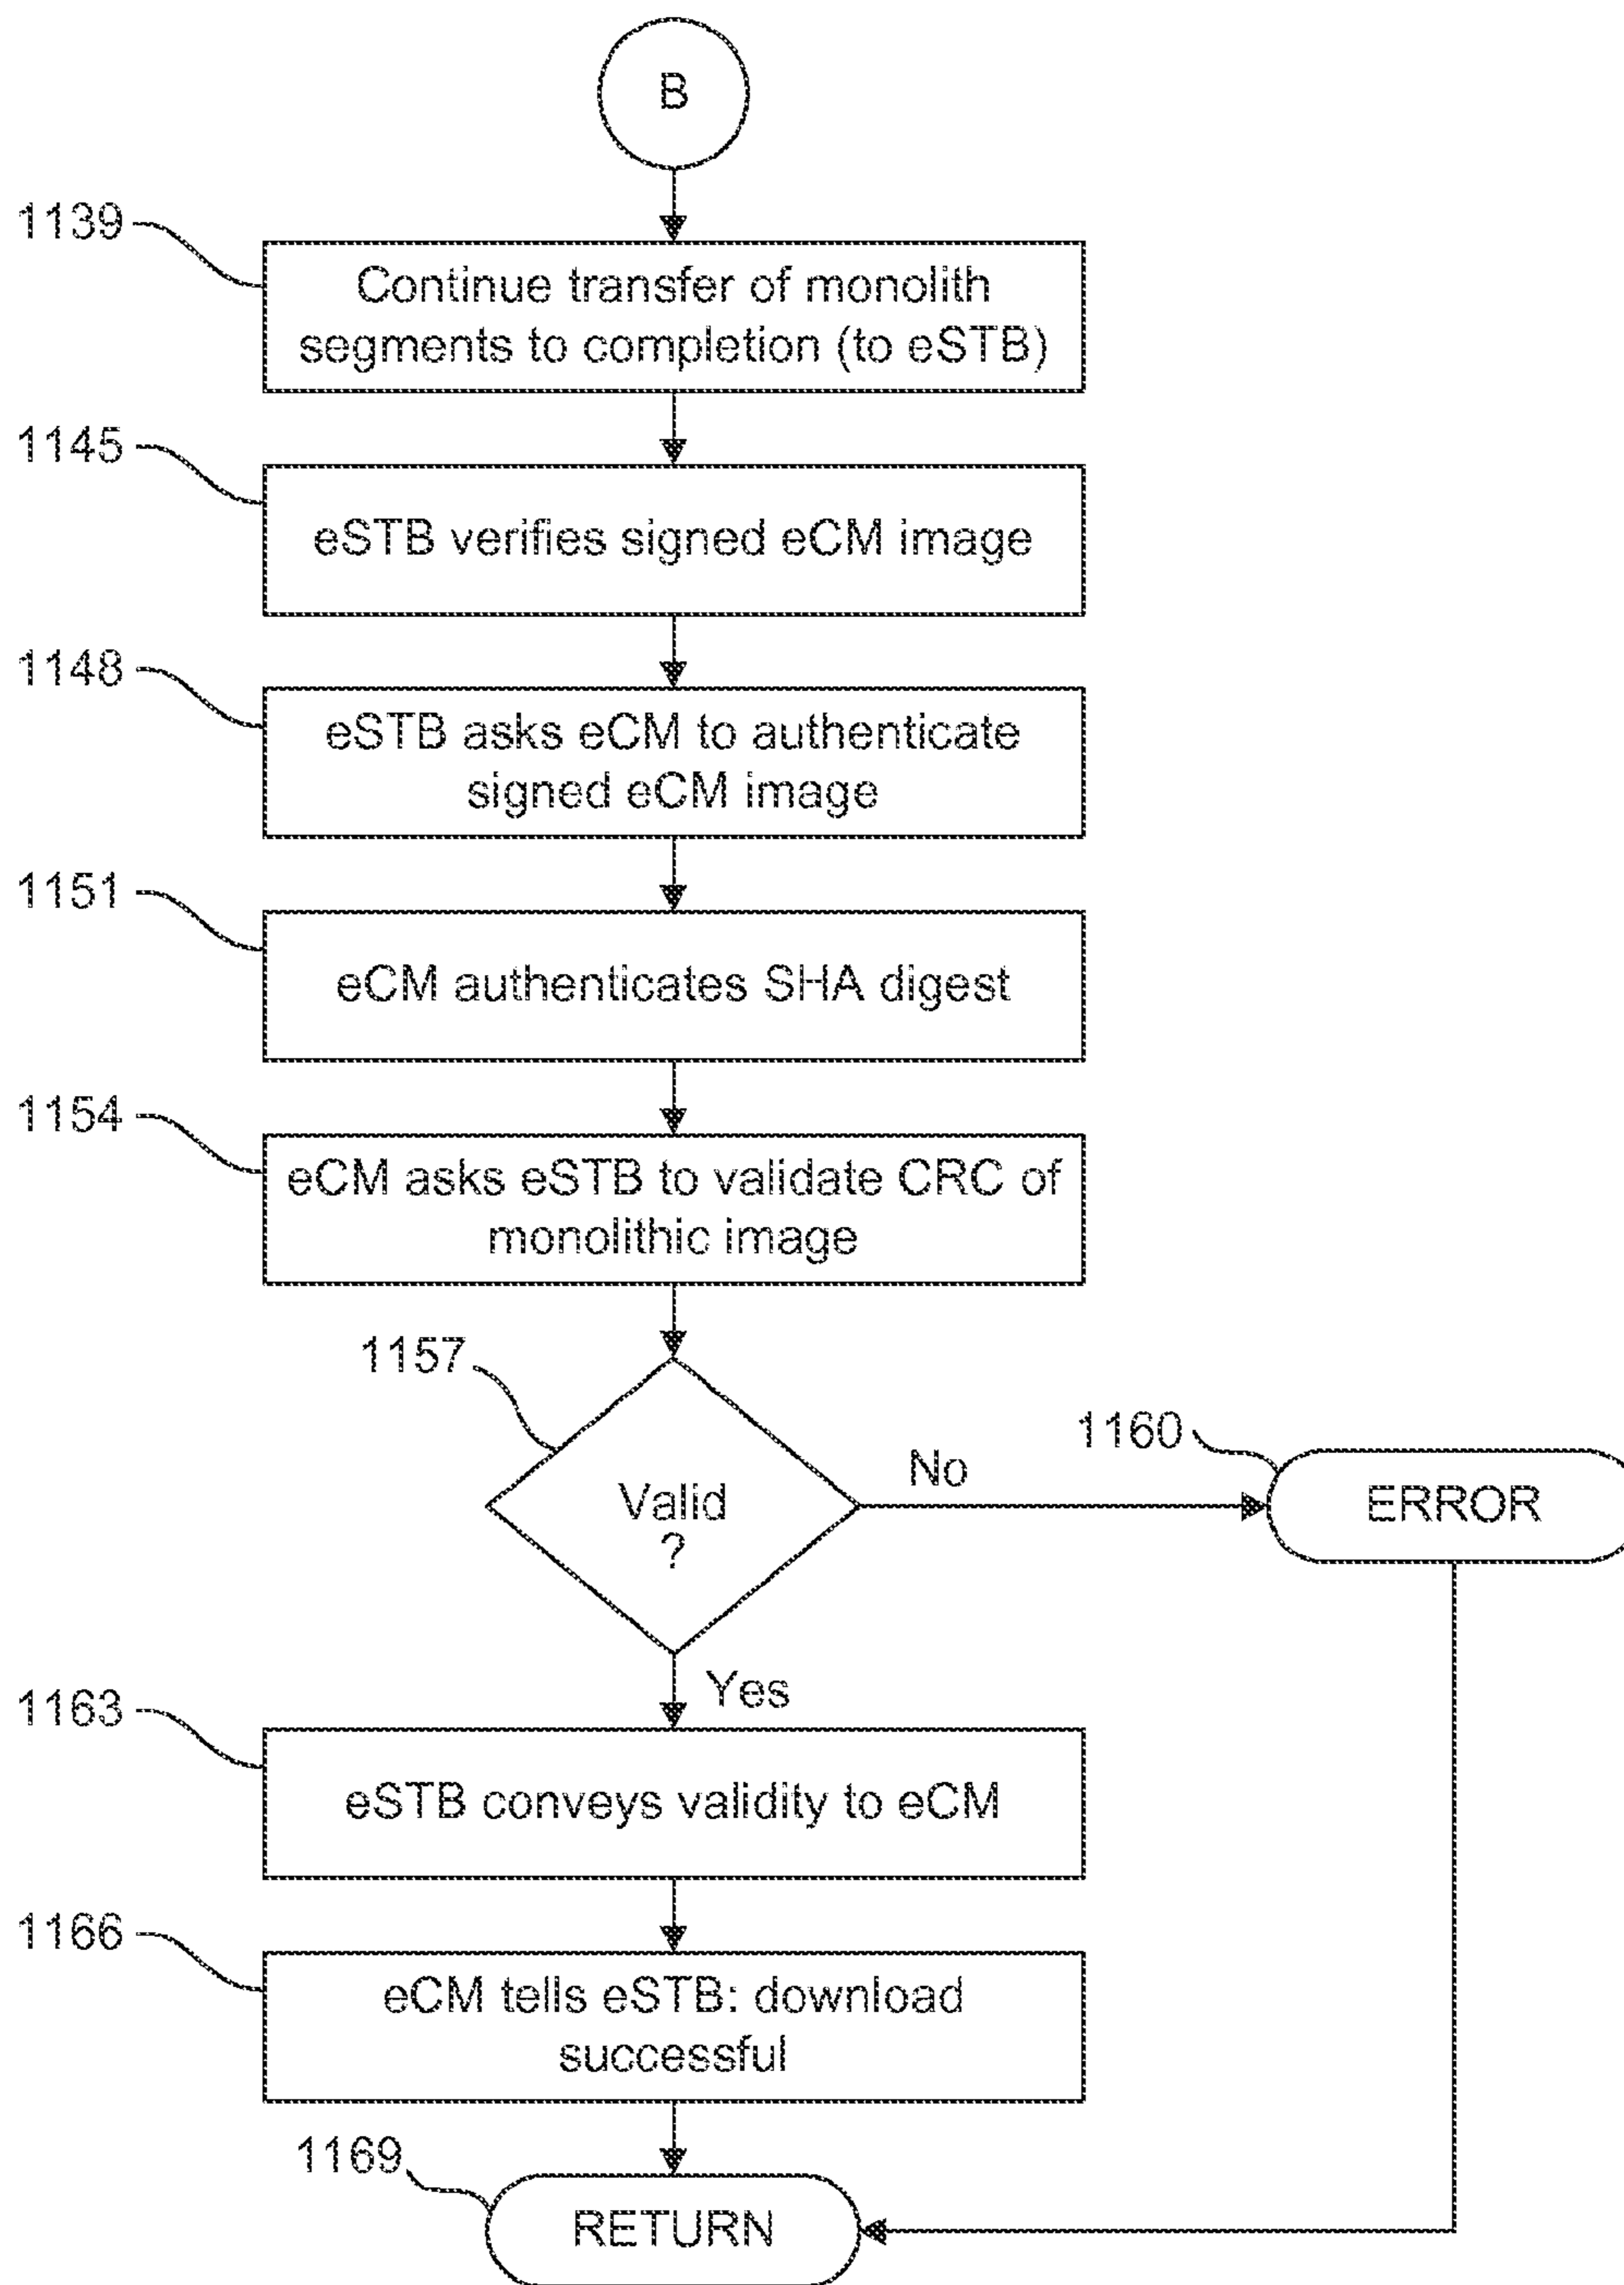 B
1139
Continue transfer of monolith
segments to completion (to eSTB)
1145
eSTB verifies signed eCM image
1148
eSTB asks eCM to authenticate
signed eCM image
1151
eCM authenticates SHA digest
1154
eCM asks eSTB to validate CRC of
monolithic image
1157
Valid
?
No
1160
ERROR
Yes
1163
eSTB conveys validity to eCM
1166
eCM tells eSTB: download
successful
1169
RETURN